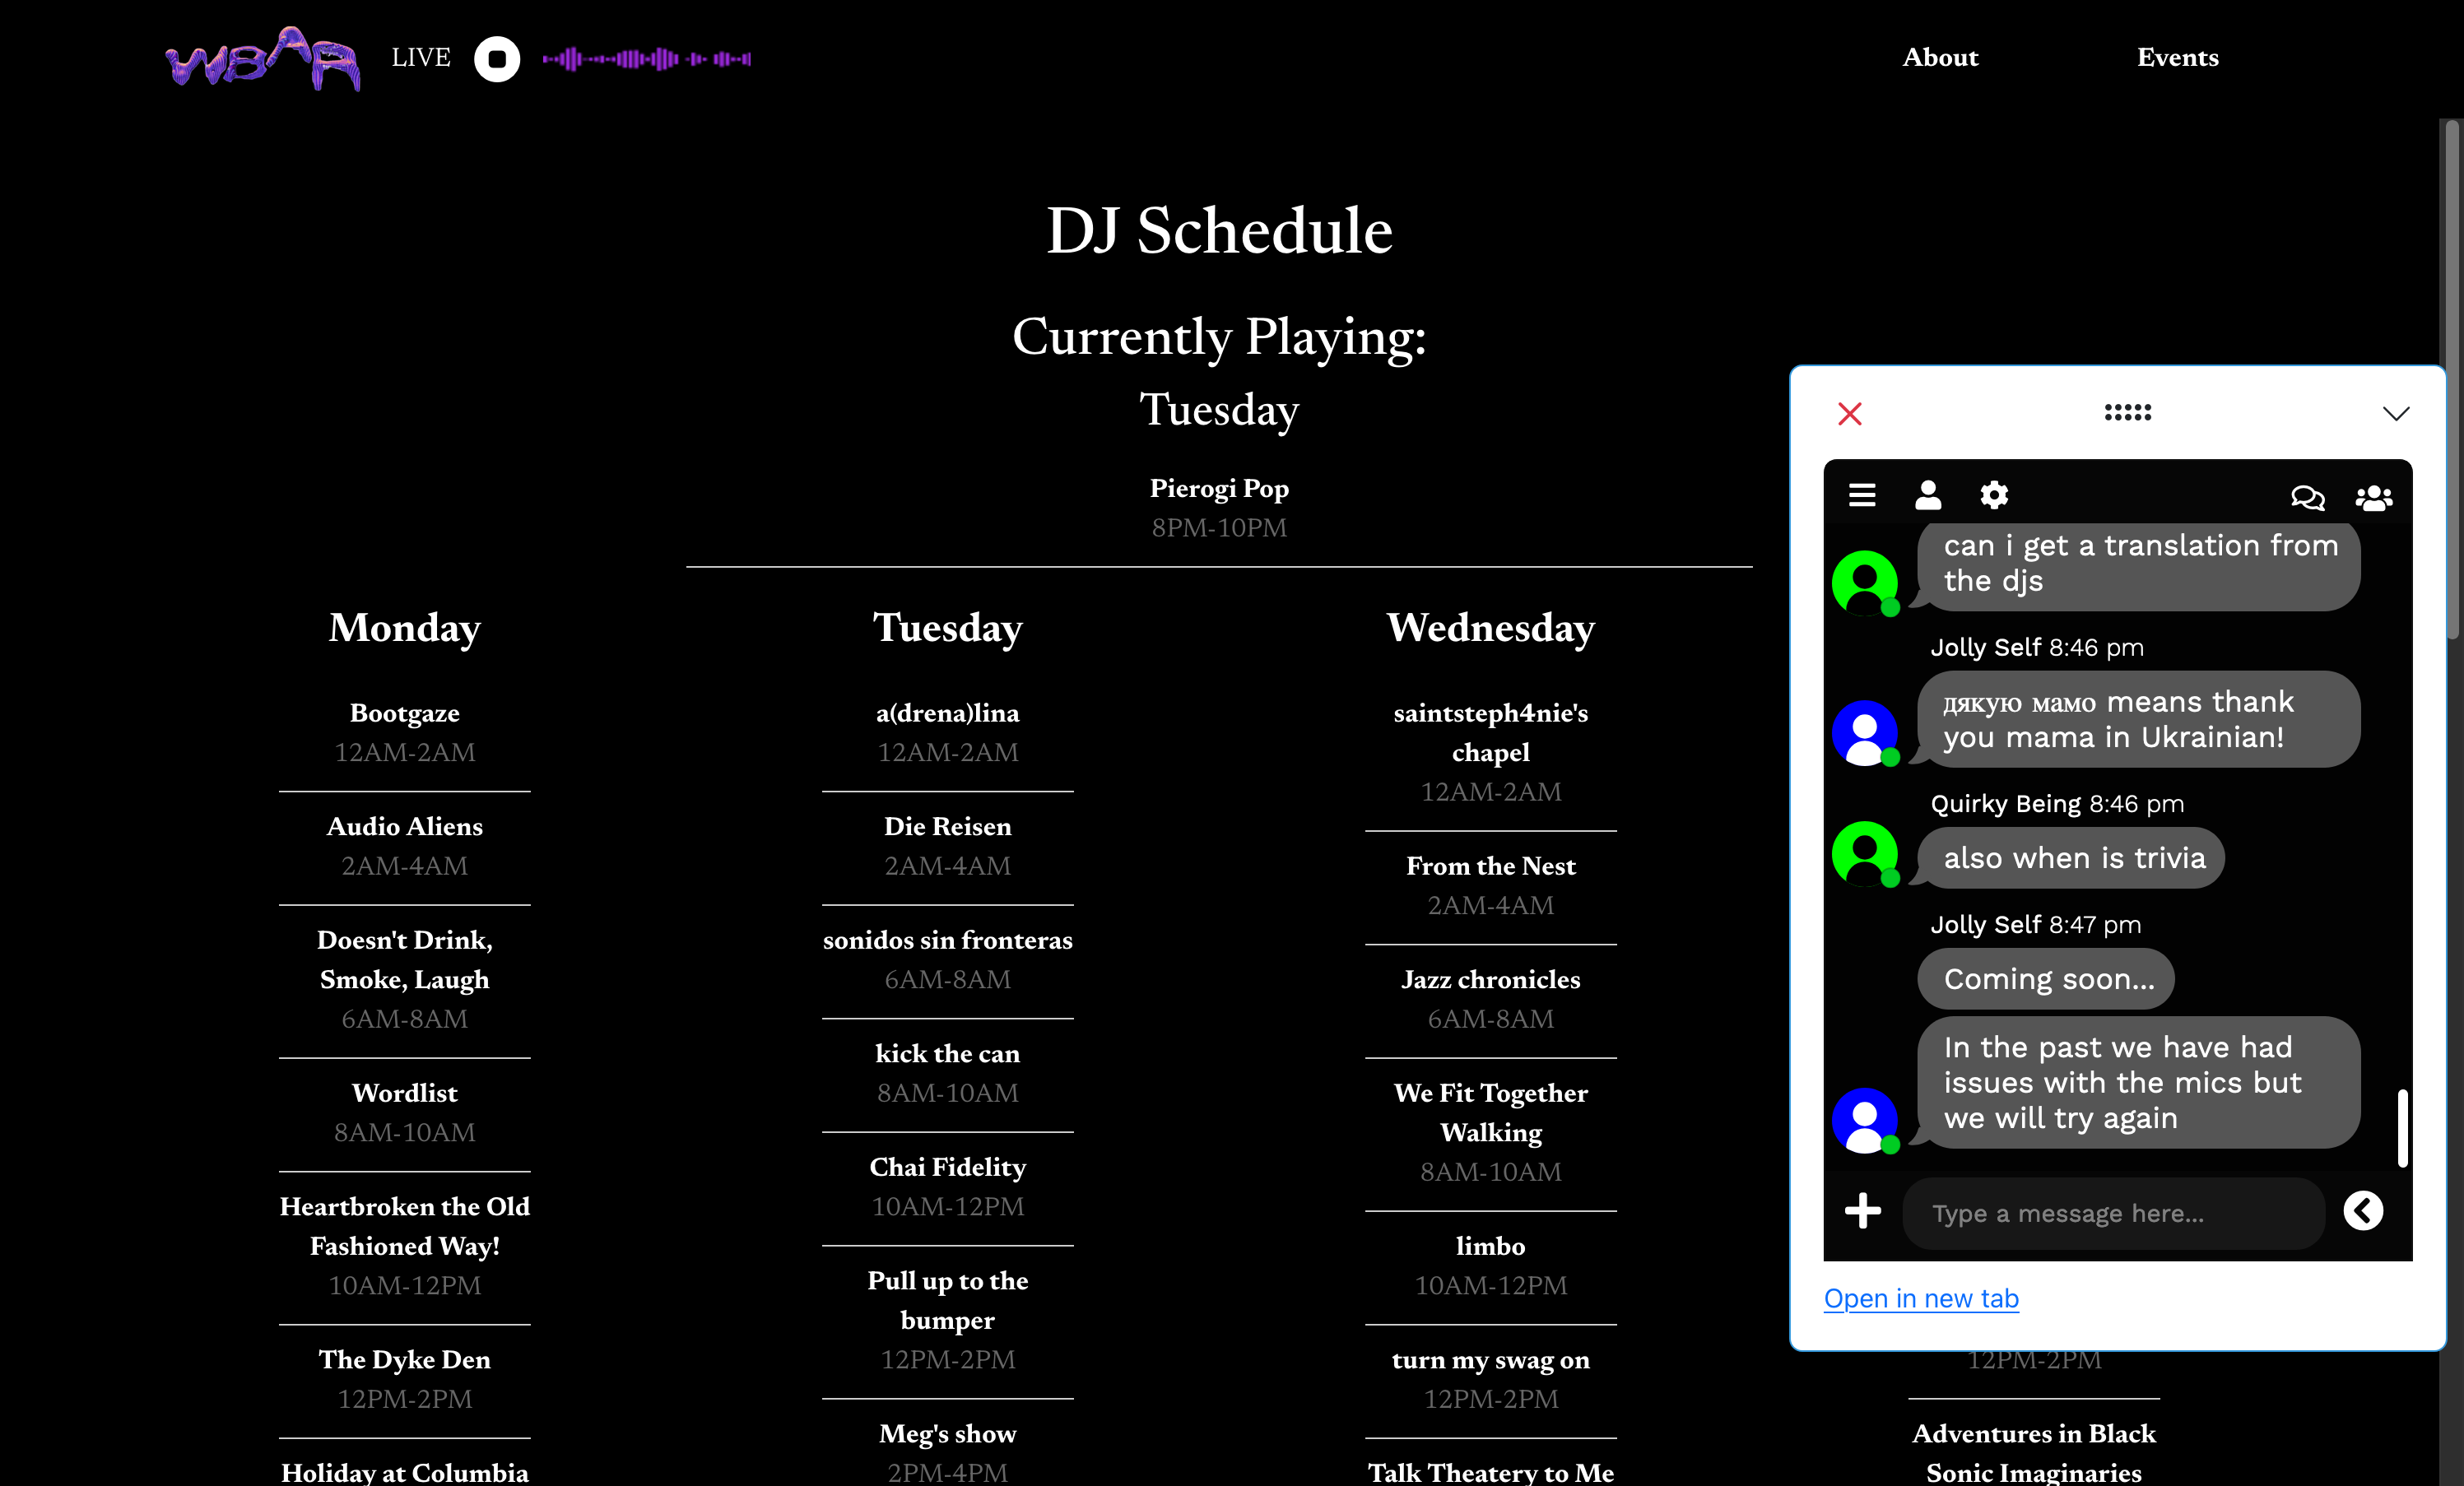 WBAR
LIVE
About
Events
DJ Schedule
Currently Playing:
Tuesday
Pierogi Pop
8PM-10PM
Monday
Bootgaze
12AM-2AM
Audio Aliens
2AM-4AM
Doesn't Drink,
Smoke, Laugh
6AM-8AM
Wordlist
8AM-10AM
Heartbroken the Old
Fashioned Way!
10AM-12PM
The Dyke Den
12PM-2PM
Holiday at Columbia
Tuesday
a(drena)lina
12AM-2AM
Die Reisen
2AM-4AM
sonidos sin fronteras
6AM-8AM
kick the can
8AM-10AM
Chai Fidelity
10AM-12PM
Pull up to the
bumper
12PM-2PM
Meg's show
2PM-4PM
Wednesday
saintsteph4nie's
chapel
12AM-2AM
From the Nest
2AM-4AM
Jazz chronicles
6AM-8AM
We Fit Together
Walking
8AM-10AM
limbo
10AM-12PM
turn my swag on
12PM-2PM
Talk Theatery to Me
12PM-2PM
Adventures in Black
Sonic Imaginaries
can i get a translation from
the djs
Jolly Self 8:46 pm
дякую мамо means thank
you mama in Ukrainian!
Quirky Being 8:46 pm
also when is trivia
Jolly Self 8:47 pm
Coming soon...
In the past we have had
issues with the mics but
we will try again
Type a message here...
Open in new tab